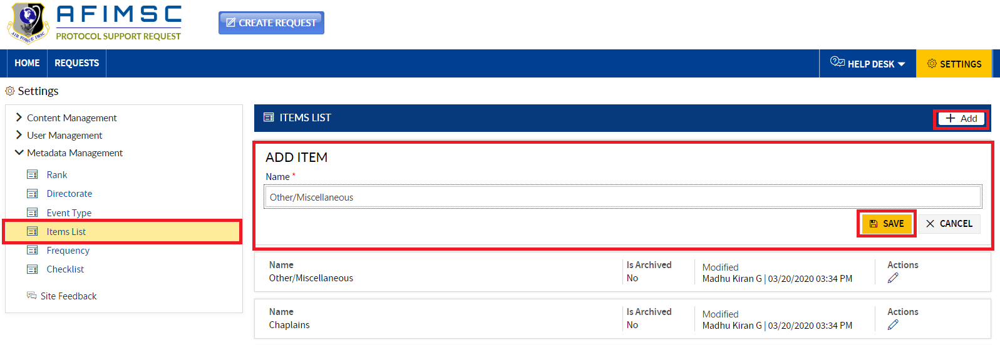 AFIMSC
PROTOCOL SUPPORT REQUEST
AIR FORCE IMSC
CREATE REQUEST
HOME
REQUESTS
HELP DESK
SETTINGS
Settings
Content Management
User Management
Metadata Management
Rank
Directorate
Event Type
Items List
Frequency
Checklist
Site Feedback
ITEMS LIST
+ Add
ADD ITEM
Name *
Other/Miscellaneous
SAVE
CANCEL
Name Is Archived Modified Actions
Other/Miscellaneous No Madhu Kiran G | 03/20/2020 03:34 PM
Name Is Archived Modified Actions
Chaplains No Madhu Kiran G | 03/20/2020 03:34 PM